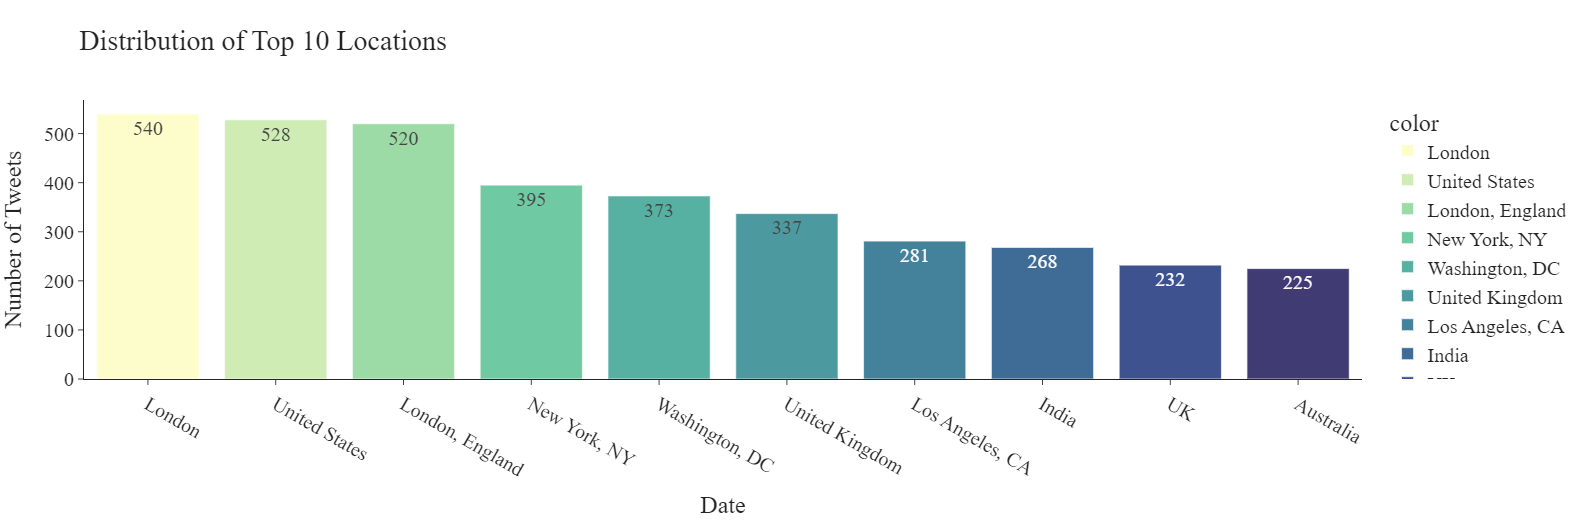 Distribution of Top 10 Locations
Number of Tweets
500
400
300
200
100
0
540
528
520
395
373
337
281
268
232
225
London
United States
London, England
New York, NY
Washington, DC
United Kingdom
Los Angeles, CA
India
UK
Australia
Date
color
London
United States
London, England
New York, NY
Washington, DC
United Kingdom
Los Angeles, CA
India